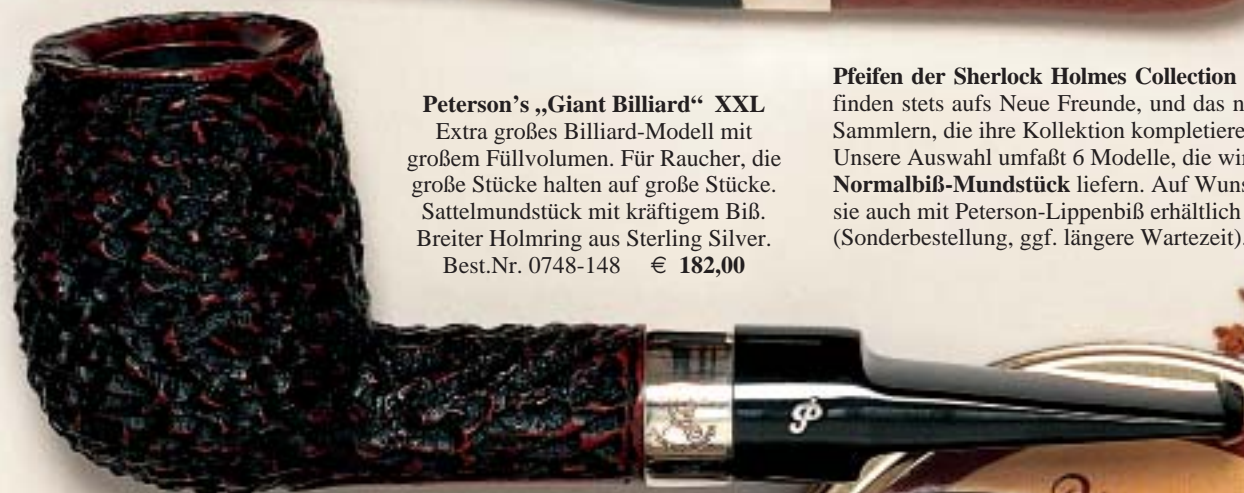 Peterson's „Giant Billiard“ XXL
Extra großes Billiard-Modell mit
großem Füllvolumen. Für Raucher, die
große Stücke halten auf große Stücke.
Sattelmundstück mit kräftigem Biß.
Breiter Holmring aus Sterling Silver.
Best.Nr. 0748-148 € 182,00
Pfeifen der Sherlock Holmes Collection
finden stets aufs Neue Freunde, und das n
Sammlern, die ihre Kollektion kompletiere
Unsere Auswahl umfaßt 6 Modelle, die wir
Normalbiß-Mundstück liefern. Auf Wuns
sie auch mit Peterson-Lippenbiß erhältlich
(Sonderbestellung, ggf. längere Wartezeit).
P